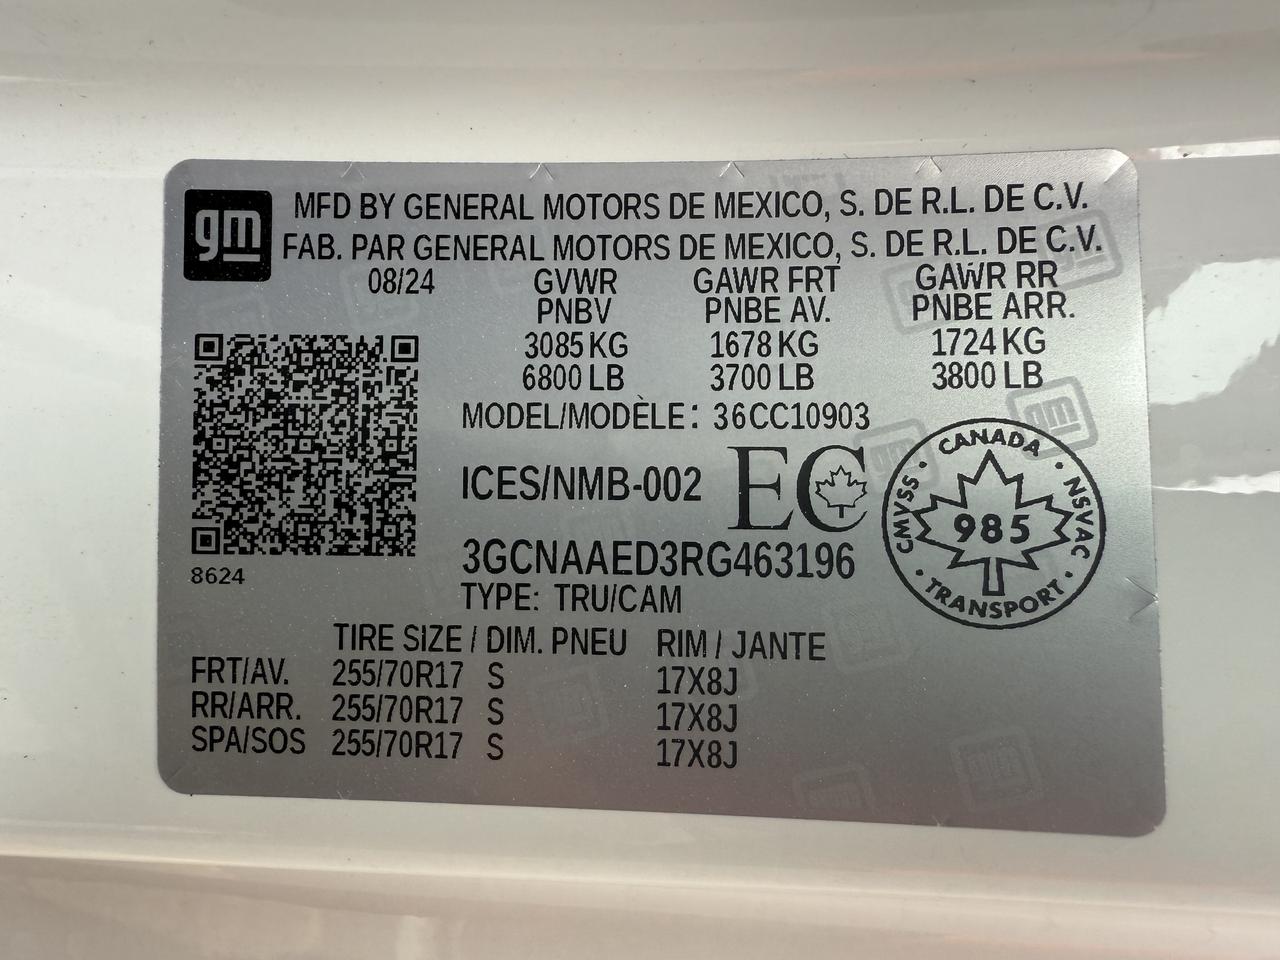 gm
MFD BY GENERAL MOTORS DE MEXICO, S. DE R.L. DE C.V.
FAB. PAR GENERAL MOTORS DE MEXICO, S. DE R.L. DE C.V.
08/24 GVWR GAWR FRT GAWR RR
PNBV PNBE AV. PNBE ARR.
3085 KG 1678 KG 1724 KG
6800 LB 3700 LB 3800 LB
MODEL/MODÈLE: 36CC10903
ICES/NMB-002 EC
CANADA
CMVSS 985 NSVAC
TRANSPORT
3GCNAAED3RG463196
8624
TYPE: TRU/CAM
TIRE SIZE / DIM. PNEU RIM / JANTE
FRT/AV. 255/70R17 S 17X8J
RR/ARR. 255/70R17 S 17X8J
SPA/SOS 255/70R17 S 17X8J